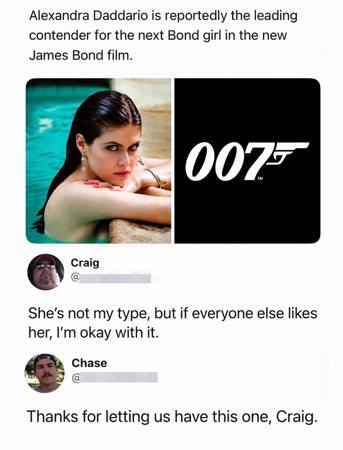 Alexandra Daddario is reportedly the leading
contender for the next Bond girl in the new
James Bond film.
007
TM
Craig
@
She's not my type, but if everyone else likes
her, I'm okay with it.
Chase
@
Thanks for letting us have this one, Craig.